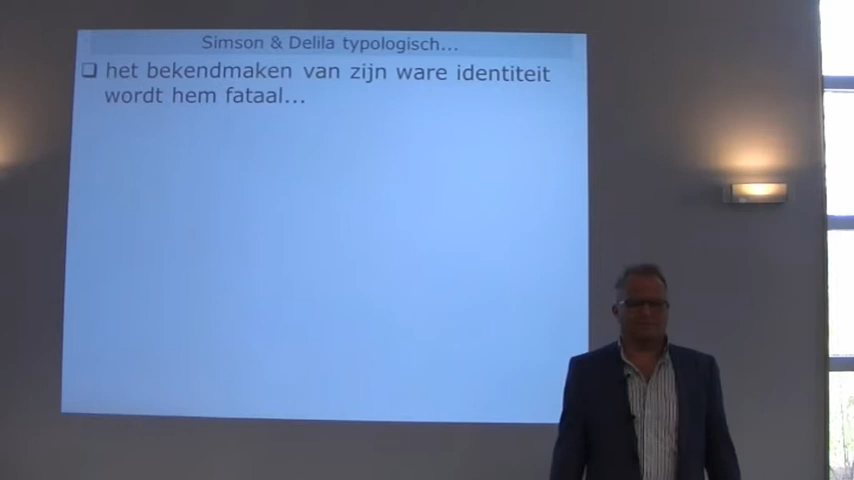 Simson & Delila typologisch...
❑ het bekendmaken van zijn ware identiteit
wordt hem fataal...